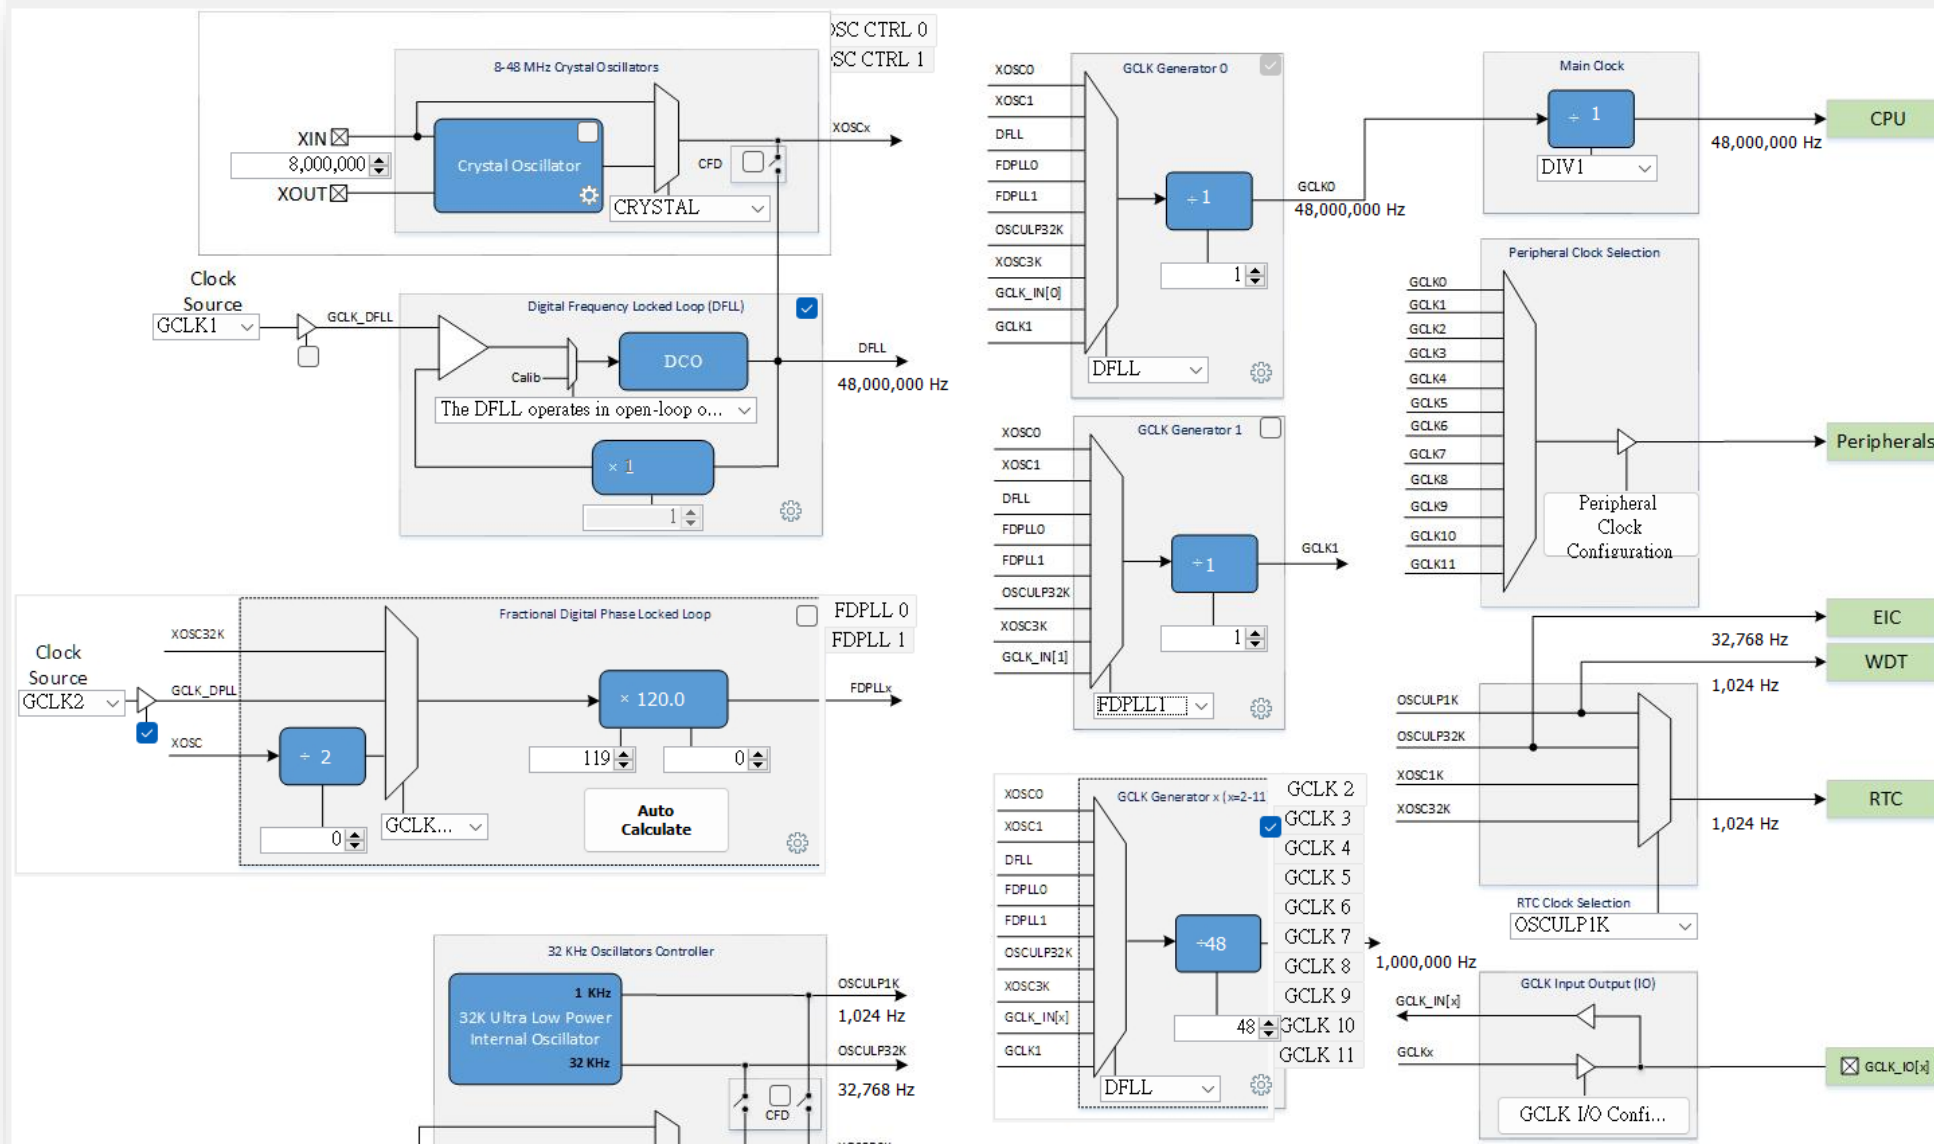 OSC CTRL 0
OSC CTRL 1
8-48 MHz Crystal Oscillators
XIN
8,000,000
XOUT
Crystal Oscillator
CFD
CRYSTAL
XOSCx
Clock
Source
GCLK1
GCLK_DFLL
Digital Frequency Locked Loop (DFLL)
Calib
DCO
The DFLL operates in open-loop o...
× 1
1
DFLL
48,000,000 Hz
Clock
Source
GCLK2
XOSC32K
GCLK_DPLL
XOSC
Fractional Digital Phase Locked Loop
FDPLL 0
FDPLL 1
÷ 2
0
GCLK...
× 120.0
119
0
Auto
Calculate
FDPLLx
32 KHz Oscillators Controller
1 KHz
32K Ultra Low Power
Internal Oscillator
32 KHz
OSCULP1K
1,024 Hz
OSCULP32K
32,768 Hz
CFD
XOSC0
XOSC1
DFLL
FDPLL0
FDPLL1
OSCULP32K
XOSC3K
GCLK_IN[0]
GCLK1
GCLK Generator 0
÷ 1
1
DFLL
GCLK0
48,000,000 Hz
XOSC0
XOSC1
DFLL
FDPLL0
FDPLL1
OSCULP32K
XOSC3K
GCLK_IN[1]
GCLK Generator 1
÷ 1
1
FDPLL1
GCLK1
XOSC0
XOSC1
DFLL
FDPLL0
FDPLL1
OSCULP32K
XOSC3K
GCLK_IN[x]
GCLK1
GCLK Generator x (x=2-11
÷48
48
DFLL
GCLK 2
GCLK 3
GCLK 4
GCLK 5
GCLK 6
GCLK 7
GCLK 8
GCLK 9
GCLK 10
GCLK 11
1,000,000 Hz
Main Clock
÷ 1
DIV1
48,000,000 Hz
CPU
Peripheral Clock Selection
GCLK0
GCLK1
GCLK2
GCLK3
GCLK4
GCLK5
GCLK6
GCLK7
GCLK8
GCLK9
GCLK10
GCLK11
Peripheral
Clock
Configuration
Peripherals
EIC
32,768 Hz
WDT
1,024 Hz
OSCULP1K
OSCULP32K
XOSC1K
XOSC32K
RTC
1,024 Hz
RTC Clock Selection
OSCULP1K
GCLK Input Output (IO)
GCLK_IN[x]
GCLKx
GCLK_IO[x]
GCLK I/O Confi...